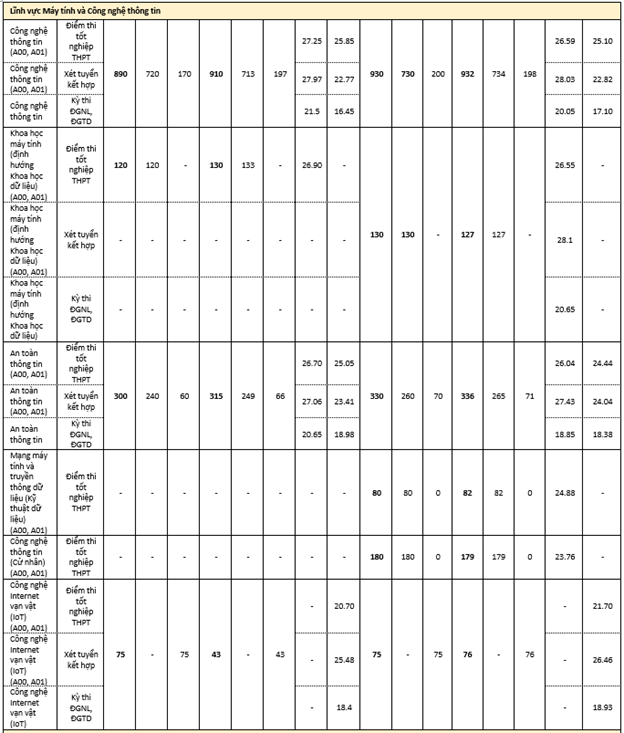 Lĩnh vực Máy tính và Công nghệ thông tin
Công nghệ thông tin (A00, A01) Điểm thi tốt nghiệp THPT 890 720 170 910 713 197 27.25 25.85 930 730 200 932 734 198 26.59 25.10
Công nghệ thông tin (A00, A01) Xét tuyển kết hợp 27.97 22.77 28.03 22.82
Công nghệ thông tin Kỳ thi ĐGNL, ĐGTD 21.5 16.45 20.05 17.10
Khoa học máy tính (định hướng Khoa học dữ liệu) (A00, A01) Điểm thi tốt nghiệp THPT 120 120 - 130 133 - 26.90 - 130 130 - 127 127 - 26.55 -
Khoa học máy tính (định hướng Khoa học dữ liệu) (A00, A01) Xét tuyển kết hợp - - - - - - - - 28.1 -
Khoa học máy tính (định hướng Khoa học dữ liệu) Kỳ thi ĐGNL, ĐGTD - - - - - - - - 20.65 -
An toàn thông tin (A00, A01) Điểm thi tốt nghiệp THPT 300 240 60 315 249 66 26.70 25.05 330 260 70 336 265 71 26.04 24.44
An toàn thông tin (A00, A01) Xét tuyển kết hợp 27.06 23.41 27.43 24.04
An toàn thông tin Kỳ thi ĐGNL, ĐGTD 20.65 18.98 18.85 18.38
Mạng máy tính và truyền thông dữ liệu (Kỹ thuật dữ liệu) (A00, A01) Điểm thi tốt nghiệp THPT - - - - - - - - 80 80 0 82 82 0 24.88 -
Công nghệ thông tin (Cử nhân) (A00, A01) Điểm thi tốt nghiệp THPT - - - - - - - - 180 180 0 179 179 0 23.76 -
Công nghệ Internet vạn vật (IoT) (A00, A01) Điểm thi tốt nghiệp THPT 75 - 75 43 - 43 - 20.70 75 - 75 76 - 76 - 21.70
Công nghệ Internet vạn vật (IoT) (A00, A01) Xét tuyển kết hợp - 25.48 - 26.46
Công nghệ Internet vạn vật (IoT) Kỳ thi ĐGNL, ĐGTD - 18.4 - 18.93